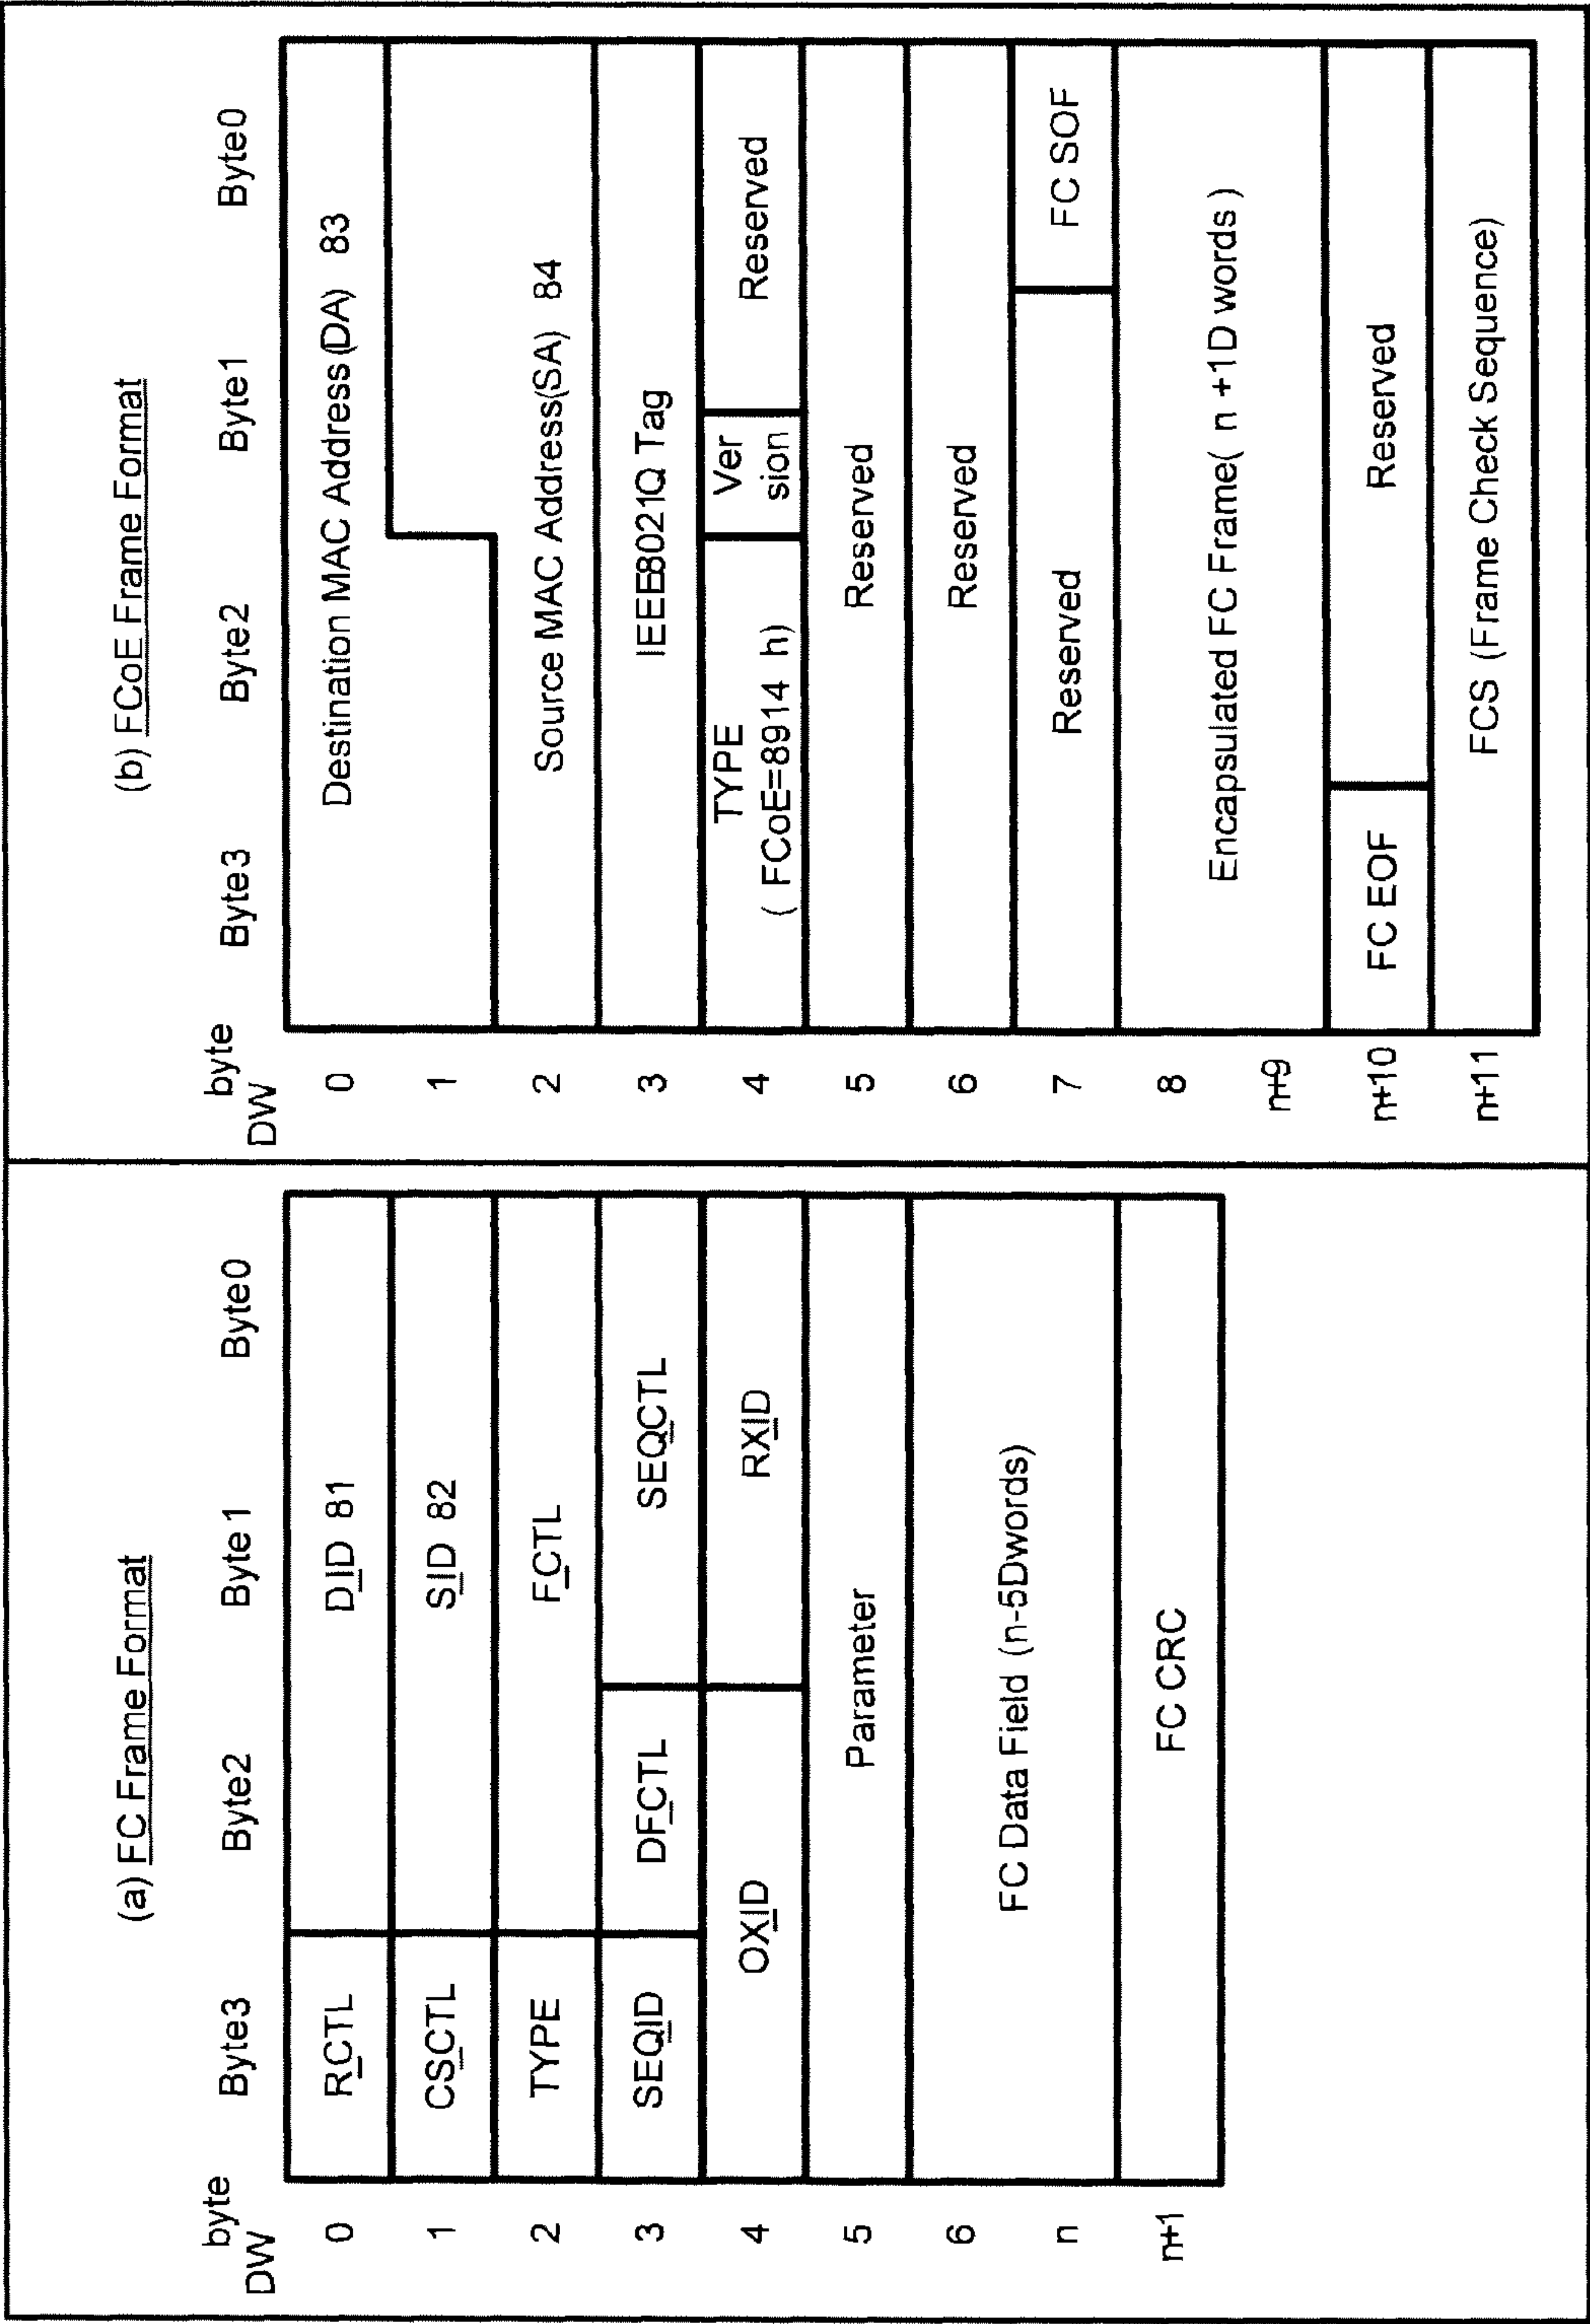 (a) FC Frame Format
byte Byte3 Byte2 Byte1 Byte0
DW
0 R_CTL D_ID 81
1 CS_CTL S_ID 82
2 TYPE F_CTL
3 SEQ_ID DF_CTL SEQ_CTL
4 OX_ID RX_ID
5 Parameter
6 FC Data Field (n-5Dwords)
n
n+1 FC CRC
(b) FCoE Frame Format
byte Byte3 Byte2 Byte1 Byte0
DW
0 Destination MAC Address (DA) 83
1
2 Source MAC Address(SA) 84
3 IEEE8021Q Tag
4 TYPE
( FCoE=8914 h) Ver
sion Reserved
5 Reserved
6 Reserved
7 Reserved FC SOF
8 Encapsulated FC Frame( n +1D words )
n+9
n+10 FC EOF Reserved
n+11 FCS (Frame Check Sequence)